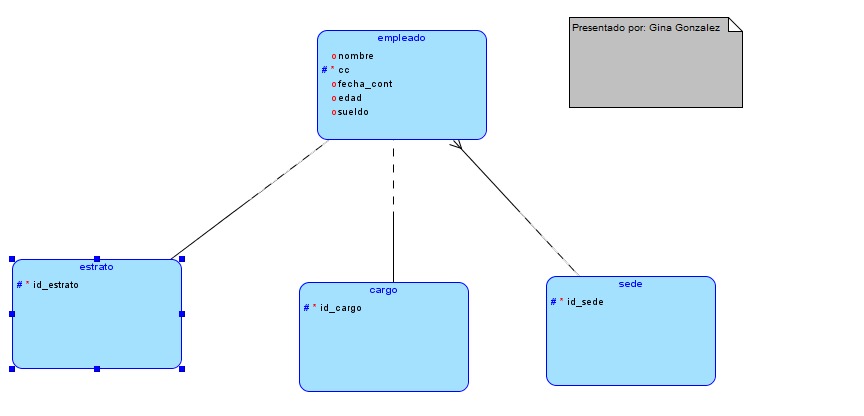 empleado
o nombre
# * cc
o fecha_cont
o edad
o sueldo
Presentado por: Gina Gonzalez
estrato
# * id_estrato
cargo
# * id_cargo
sede
# * id_sede